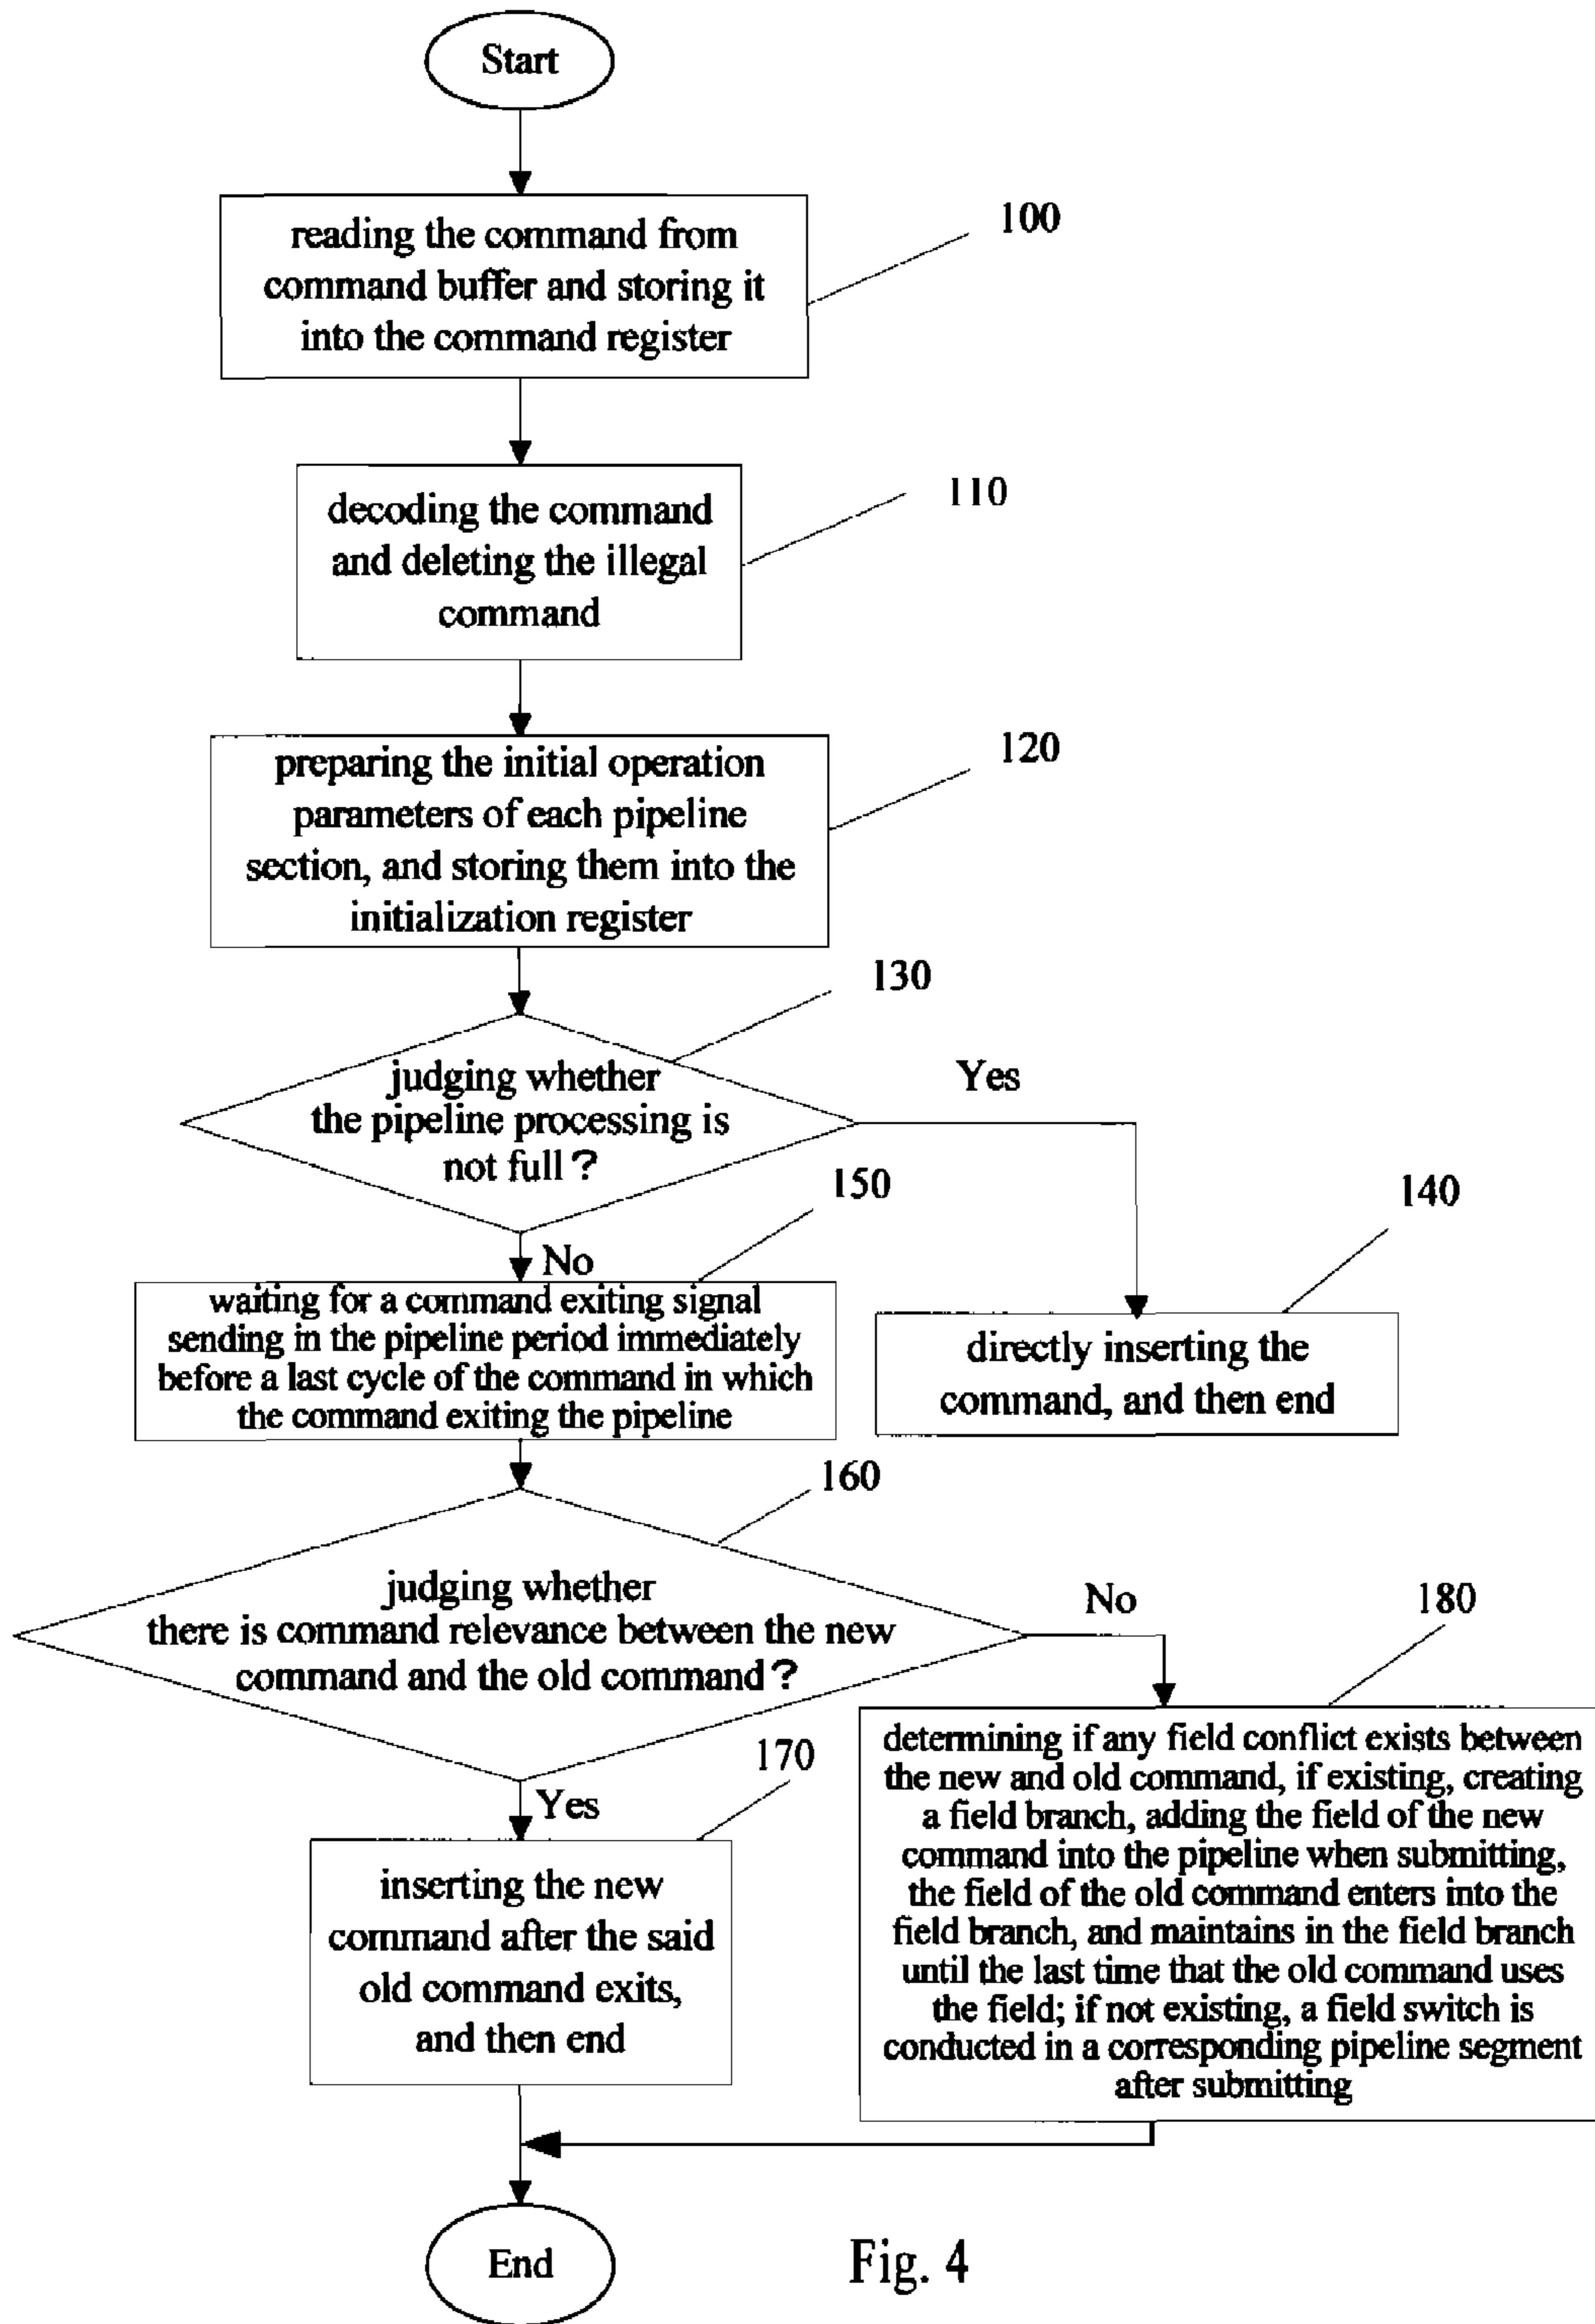 Start
reading the command from
command buffer and storing it
into the command register
100
decoding the command
and deleting the illegal
command
110
preparing the initial operation
parameters of each pipeline
section, and storing them into the
initialization register
120
130
judging whether
the pipeline processing is
not full?
Yes
No
150
140
waiting for a command exiting signal
sending in the pipeline period immediately
before a last cycle of the command in which
the command exiting the pipeline
directly inserting the
command, and then end
160
judging whether
there is command relevance between the new
command and the old command?
No
180
170
Yes
inserting the new
command after the said
old command exits,
and then end
determining if any field conflict exists between
the new and old command, if existing, creating
a field branch, adding the field of the new
command into the pipeline when submitting,
the field of the old command enters into the
field branch, and maintains in the field branch
until the last time that the old command uses
the field; if not existing, a field switch is
conducted in a corresponding pipeline segment
after submitting
End
Fig. 4